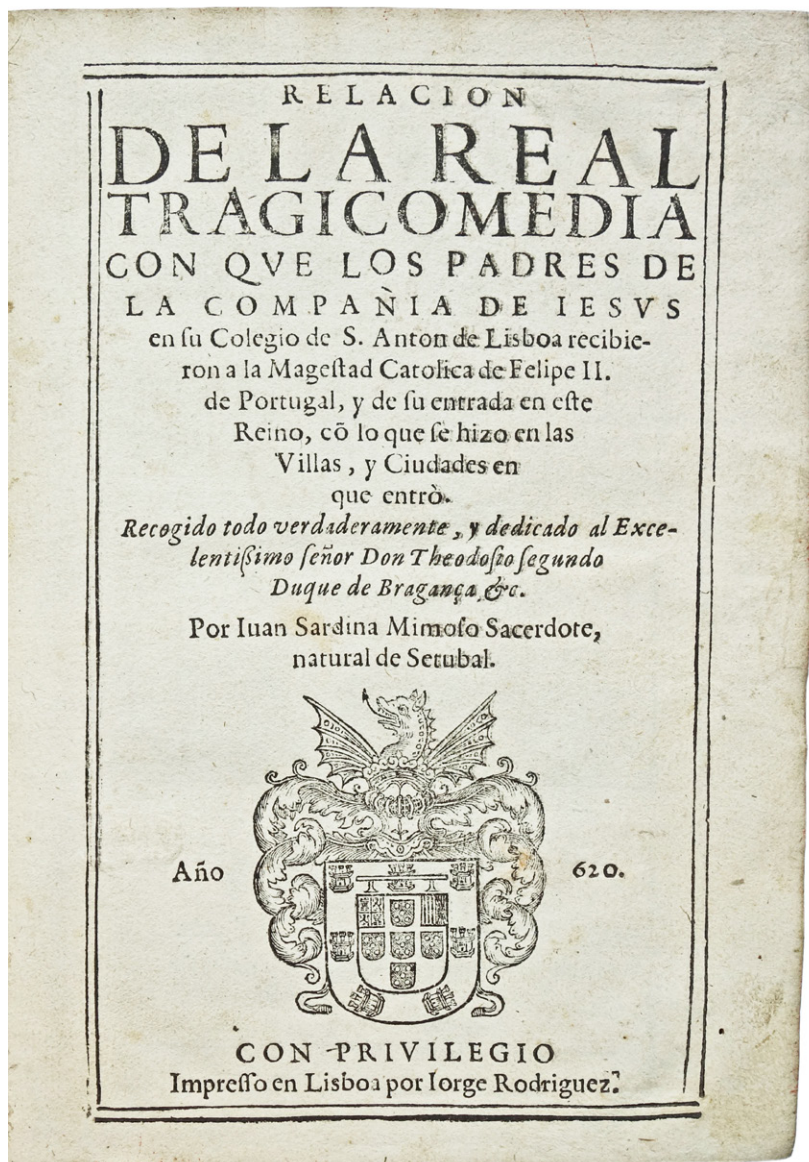 RELACION
DE LA REAL
TRAGICOMEDIA
CON QVE LOS PADRES DE
LA COMPAÑIA DE IESVS
en ſu Colegio de S. Anton de Lisboa recibie-
ron a la Mageſtad Catolica de Felipe II.
de Portugal, y de ſu entrada en eſte
Reino, cō lo que ſe hizo en las
Villas, y Ciudades en
que entrò.
Recogido todo verdaderamente, y dedicado al Exce-
lentißimo ſeñor Don Theodoſio ſegundo
Duque de Bragança, &c.
Por Iuan Sardina Mimoſo Sacerdote,
natural de Setubal.
Año 620.
CON PRIVILEGIO
Impreſſo en Lisboa por Iorge Rodriguez.